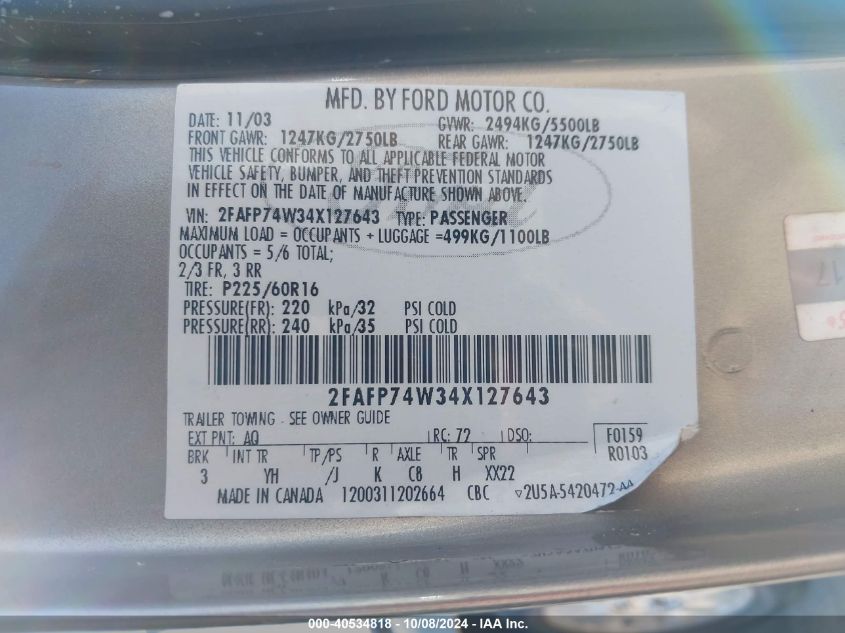 MFD. BY FORD MOTOR CO.
DATE: 11/03 GVWR: 2494KG/5500LB
FRONT GAWR: 1247KG/2750LB REAR GAWR: 1247KG/2750LB
THIS VEHICLE CONFORMS TO ALL APPLICABLE FEDERAL MOTOR
VEHICLE SAFETY, BUMPER, AND THEFT PREVENTION STANDARDS
IN EFFECT ON THE DATE OF MANUFACTURE SHOWN ABOVE.
VIN: 2FAFP74W34X127643 TYPE: PASSENGER
MAXIMUM LOAD = OCCUPANTS + LUGGAGE =499KG/1100LB
OCCUPANTS = 5/6 TOTAL;
2/3 FR, 3 RR
TIRE: P225/60R16
PRESSURE(FR): 220 kPa/32 PSI COLD
PRESSURE(RR): 240 kPa/35 PSI COLD
2FAFP74W34X127643
TRAILER TOWING - SEE OWNER GUIDE
EXT PNT: AQ RC: 72 DSO: F0159
BRK INT TR TP/PS R AXLE TR SPR R0103
3 YH /J K C8 H XX22
MADE IN CANADA 1200311202664 CBC ▽2U5A-5420472-AA
17
000-40534818 - 10/08/2024 - IAA Inc.